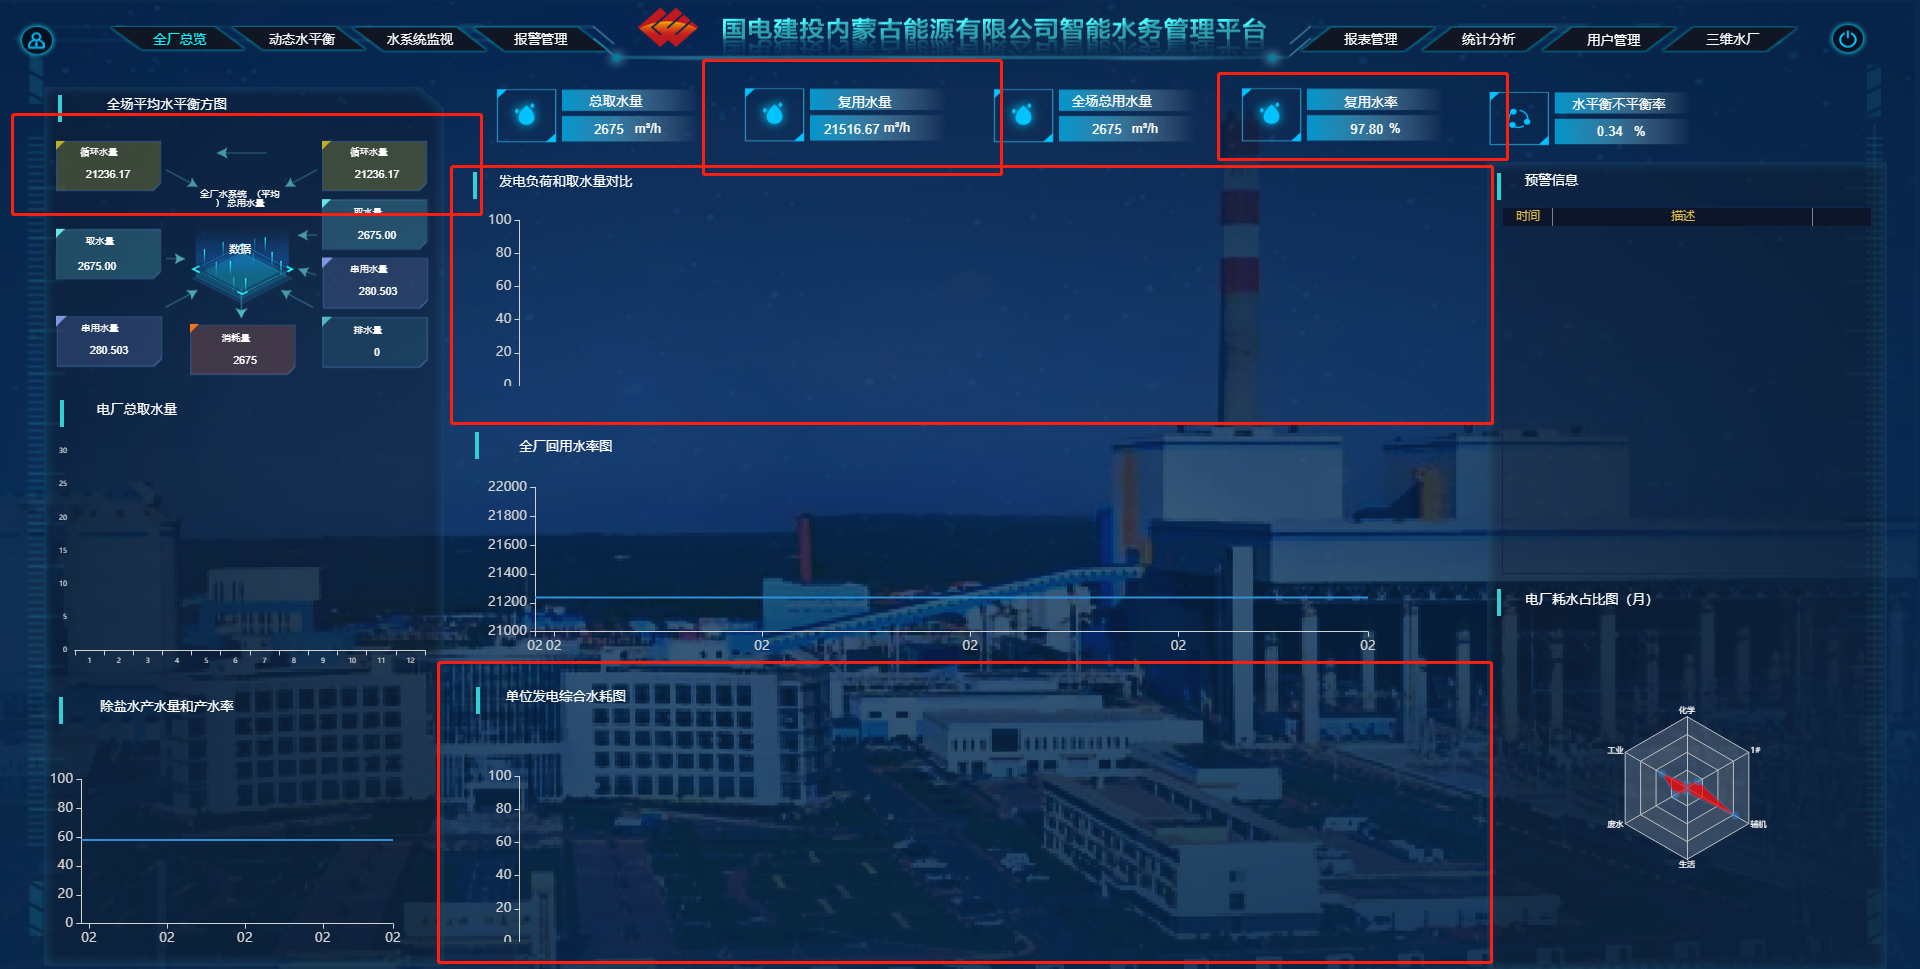 国电建投内蒙古能源有限公司智能水务管理平台
全厂总览
动态水平衡
水系统监视
报警管理
报表管理
统计分析
用户管理
三维水厂
总取水量
2675 m³/h
复用水量
21516.67 m³/h
全场总用水量
2675 m³/h
复用水率
97.80 %
水平衡不平衡率
0.34 %
全场平均水平衡方图
循环水量
21236.17
循环水量
21236.17
全厂水系统 （平均
） 总用水量
取水量
2675.00
取水量
2675.00
数据
串用水量
280.503
串用水量
280.503
消耗量
2675
排水量
0
电厂总取水量
30
25
20
15
10
5
0
1 2 3 4 5 6 7 8 9 10 11 12
除盐水产水量和产水率
100
80
60
40
20
0
02 02 02 02 02
发电负荷和取水量对比
100
80
60
40
20
0
全厂回用水率图
22000
21800
21600
21400
21200
21000
02 02 02 02 02 02
单位发电综合水耗图
100
80
60
40
20
0
预警信息
时间 描述
电厂耗水占比图（月）
化学
1#
辅机
生活
废水
工业